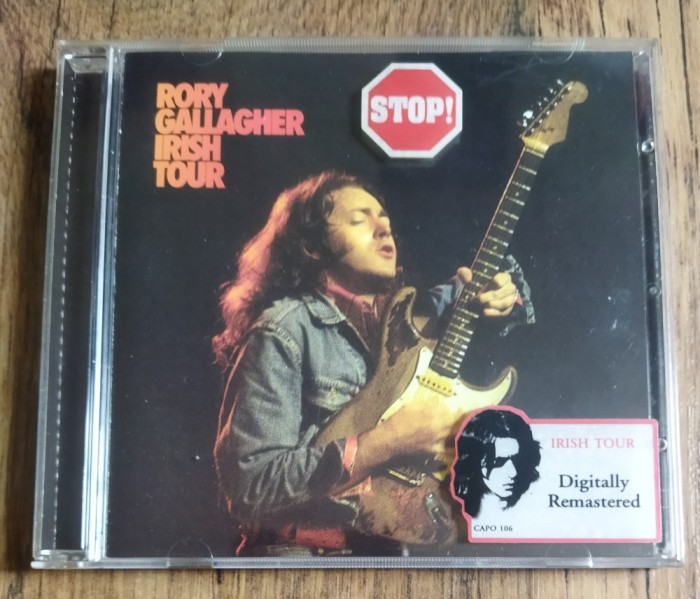 RORY
GALLAGHER
IRISH
TOUR
STOP!
IRISH TOUR
Digitally
Remastered
CAPO 106